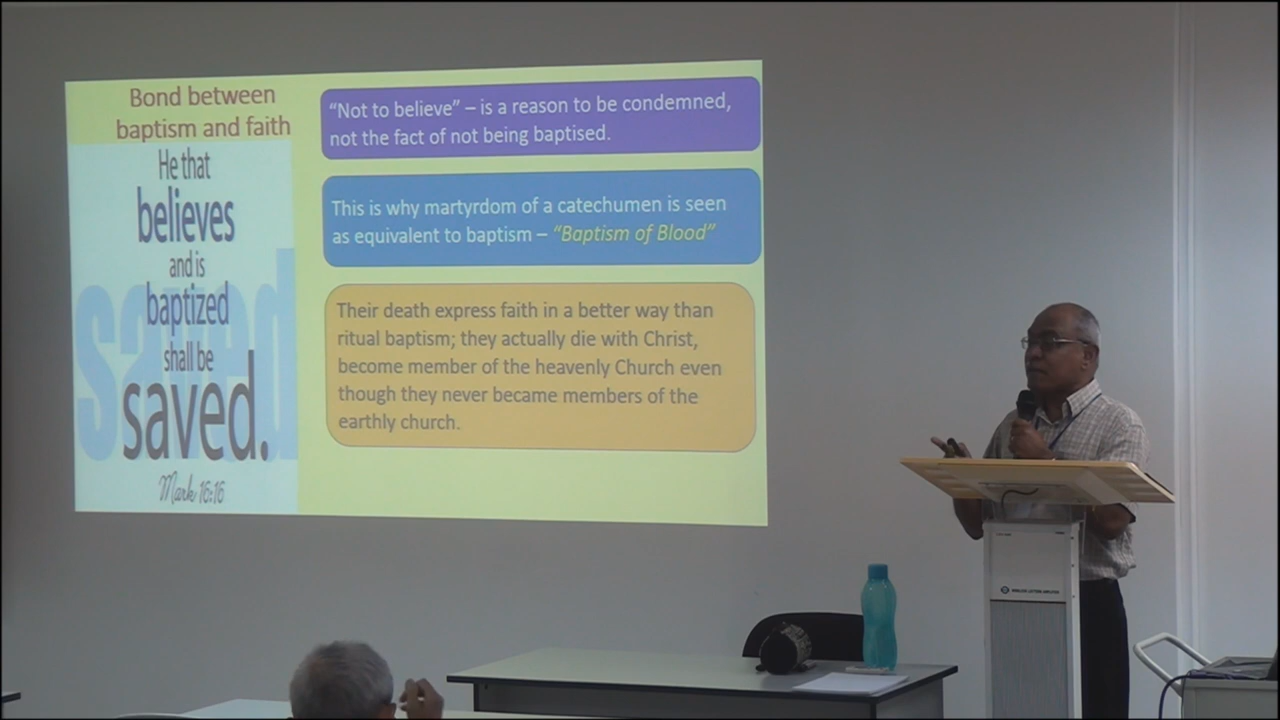 Bond between
baptism and faith
He that
believes
and is
baptized
shall be
saved.
saved
Mark 16:16
“Not to believe” – is a reason to be condemned,
not the fact of not being baptised.
This is why martyrdom of a catechumen is seen
as equivalent to baptism – “Baptism of Blood”
Their death express faith in a better way than
ritual baptism; they actually die with Christ,
become member of the heavenly Church even
though they never became members of the
earthly church.